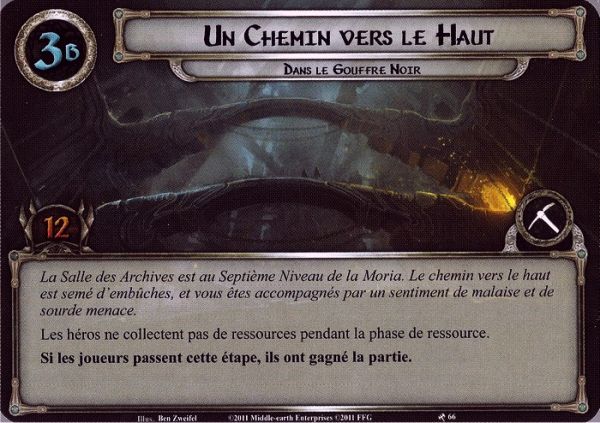 3B
Un Chemin vers le Haut
Dans le Gouffre Noir
12
La Salle des Archives est au Septième Niveau de la Moria. Le chemin vers le haut
est semé d'embûches, et vous êtes accompagnés par un sentiment de malaise et de
sourde menace.
Les héros ne collectent pas de ressources pendant la phase de ressource.
Si les joueurs passent cette étape, ils ont gagné la partie.
Illus. Ben Zweifel ©2011 Middle-earth Enterprises ©2011 FFG 66